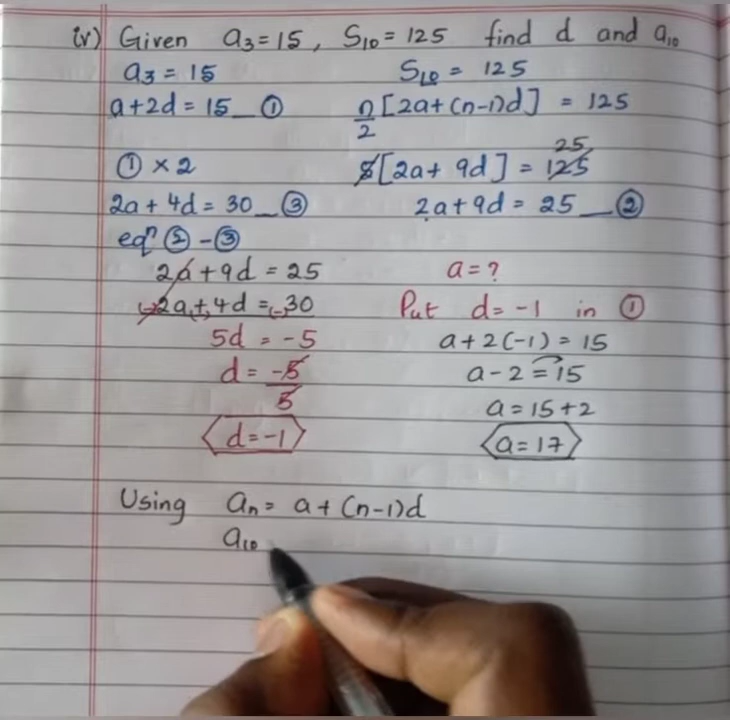 iv) Given a₃ = 15, S₁₀ = 125 find d and a₁₀
a₃ = 15
S₁₀ = 125
a + 2d = 15 _ ①
n/2 [2a + (n-1)d] = 125
① × 2
5[2a + 9d] = 125 25
2a + 4d = 30 _ ③
2a + 9d = 25 _ ②
eqⁿ ② - ③
2a + 9d = 25
a = ?
(-)2a + (-) 4d = (-) 30
Put d = -1 in ①
5d = -5
a + 2(-1) = 15
d = -5/5
a - 2 = 15
a = 15 + 2
d = -1
a = 17
Using aₙ = a + (n-1)d
a₁₀